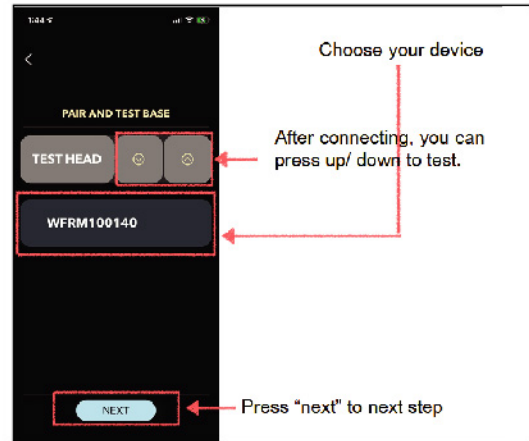 1:44
Choose your device
PAIR AND TEST BASE
TEST HEAD
After connecting, you can
press up/ down to test.
WFRM100140
NEXT
Press “next” to next step